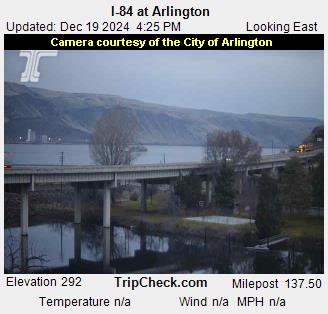 I-84 at Arlington
Updated: Dec 19 2024 4:25 PM Looking East
Camera courtesy of the City of Arlington
Elevation 292 TripCheck.com Milepost 137.50
Temperature n/a Wind n/a MPH n/a